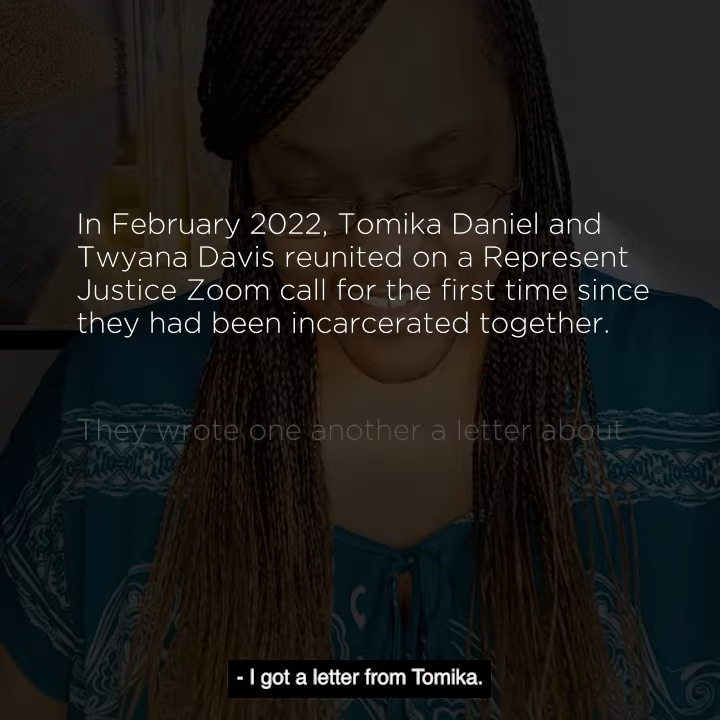 In February 2022, Tomika Daniel and
Twyana Davis reunited on a Represent
Justice Zoom call for the first time since
they had been incarcerated together.
They wrote one another a letter about
- I got a letter from Tomika.